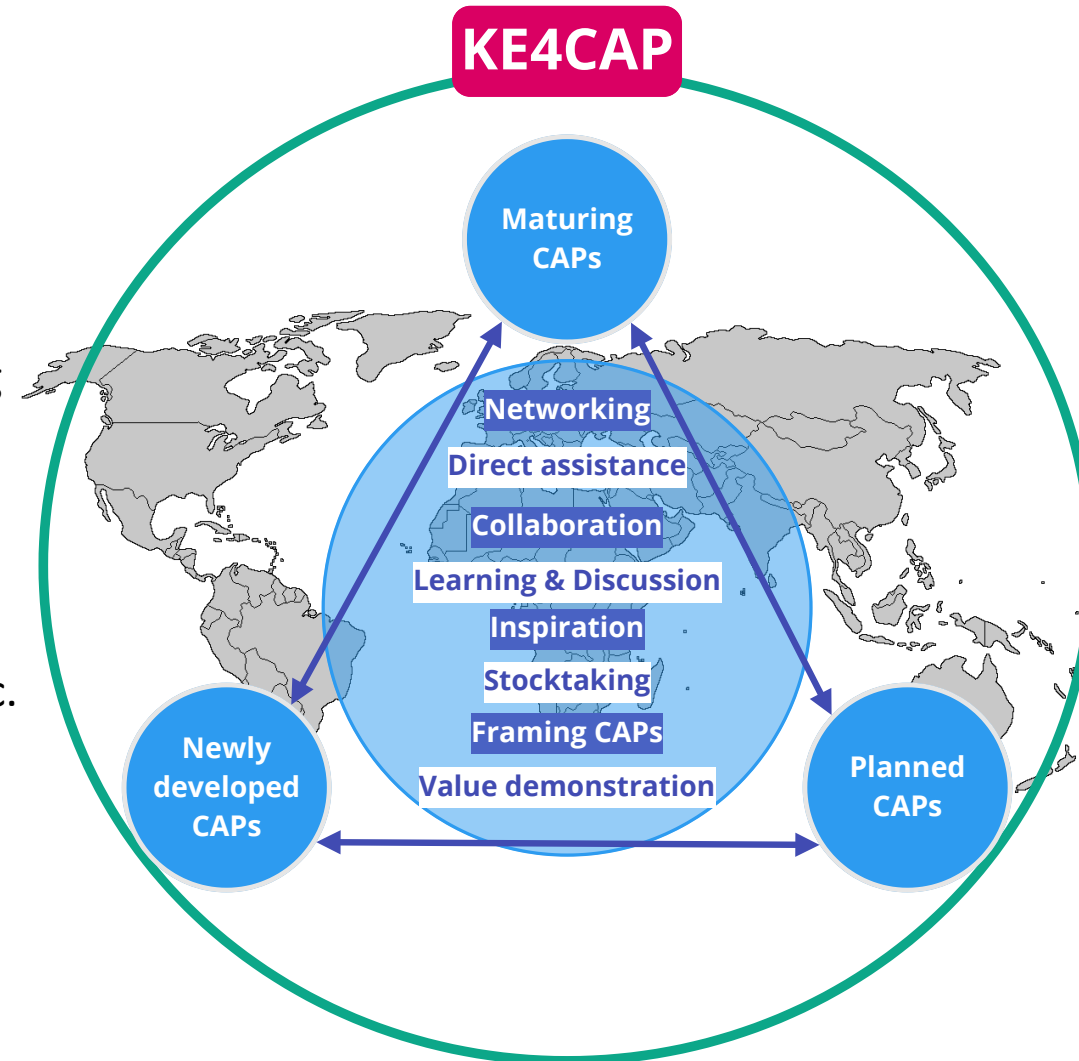 KE4CAP
Maturing
CAPs
Networking
Direct assistance
Collaboration
Learning & Discussion
Inspiration
Stocktaking
Framing CAPs
Value demonstration
Newly
developed
CAPs
Planned
CAPs